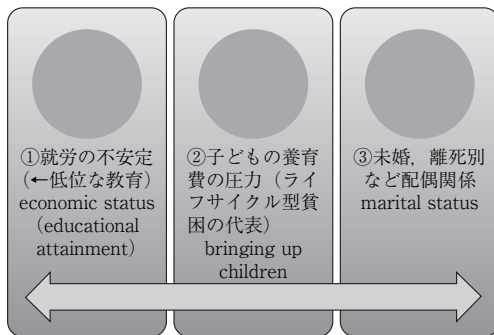 ①就労の不安定
(←低位な教育)
economic status
(educational
attainment)
②子どもの養育
費の圧力（ライ
フサイクル型貧
困の代表）
bringing up
children
③未婚，離死別
など配偶関係
marital status